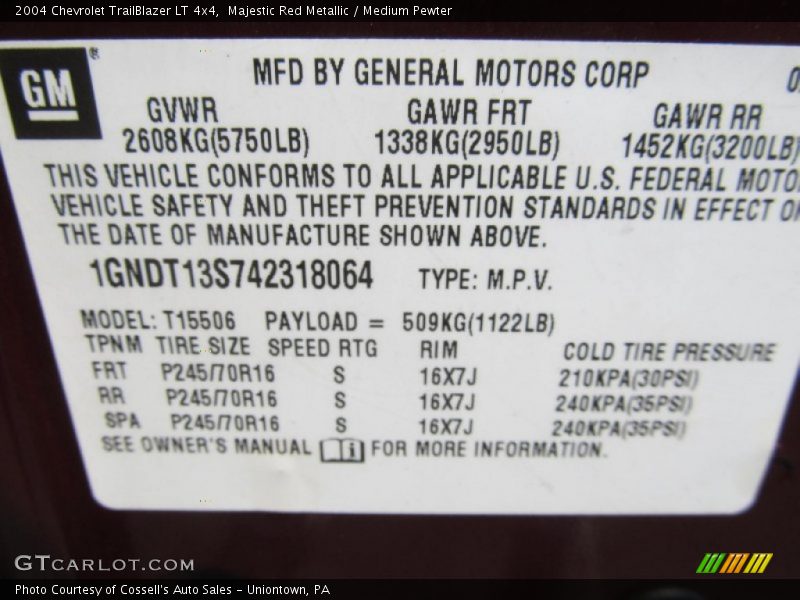 2004 Chevrolet TrailBlazer LT 4x4,  Majestic Red Metallic / Medium Pewter
GM ®
MFD BY GENERAL MOTORS CORP
GVWR GAWR FRT GAWR RR
2608KG(5750LB) 1338KG(2950LB) 1452KG(3200LB)
THIS VEHICLE CONFORMS TO ALL APPLICABLE U.S. FEDERAL MOTO
VEHICLE SAFETY AND THEFT PREVENTION STANDARDS IN EFFECT O
THE DATE OF MANUFACTURE SHOWN ABOVE.
1GNDT13S742318064 TYPE: M.P.V.
MODEL: T15506 PAYLOAD = 509KG(1122LB)
TPNM TIRE SIZE SPEED RTG RIM COLD TIRE PRESSURE
FRT P245/70R16 S 16X7J 210KPA(30PSI)
RR P245/70R16 S 16X7J 240KPA(35PSI)
SPA P245/70R16 S 16X7J 240KPA(35PSI)
SEE OWNER'S MANUAL i FOR MORE INFORMATION.
GTCARLOT.COM
Photo Courtesy of Cossell's Auto Sales - Uniontown, PA